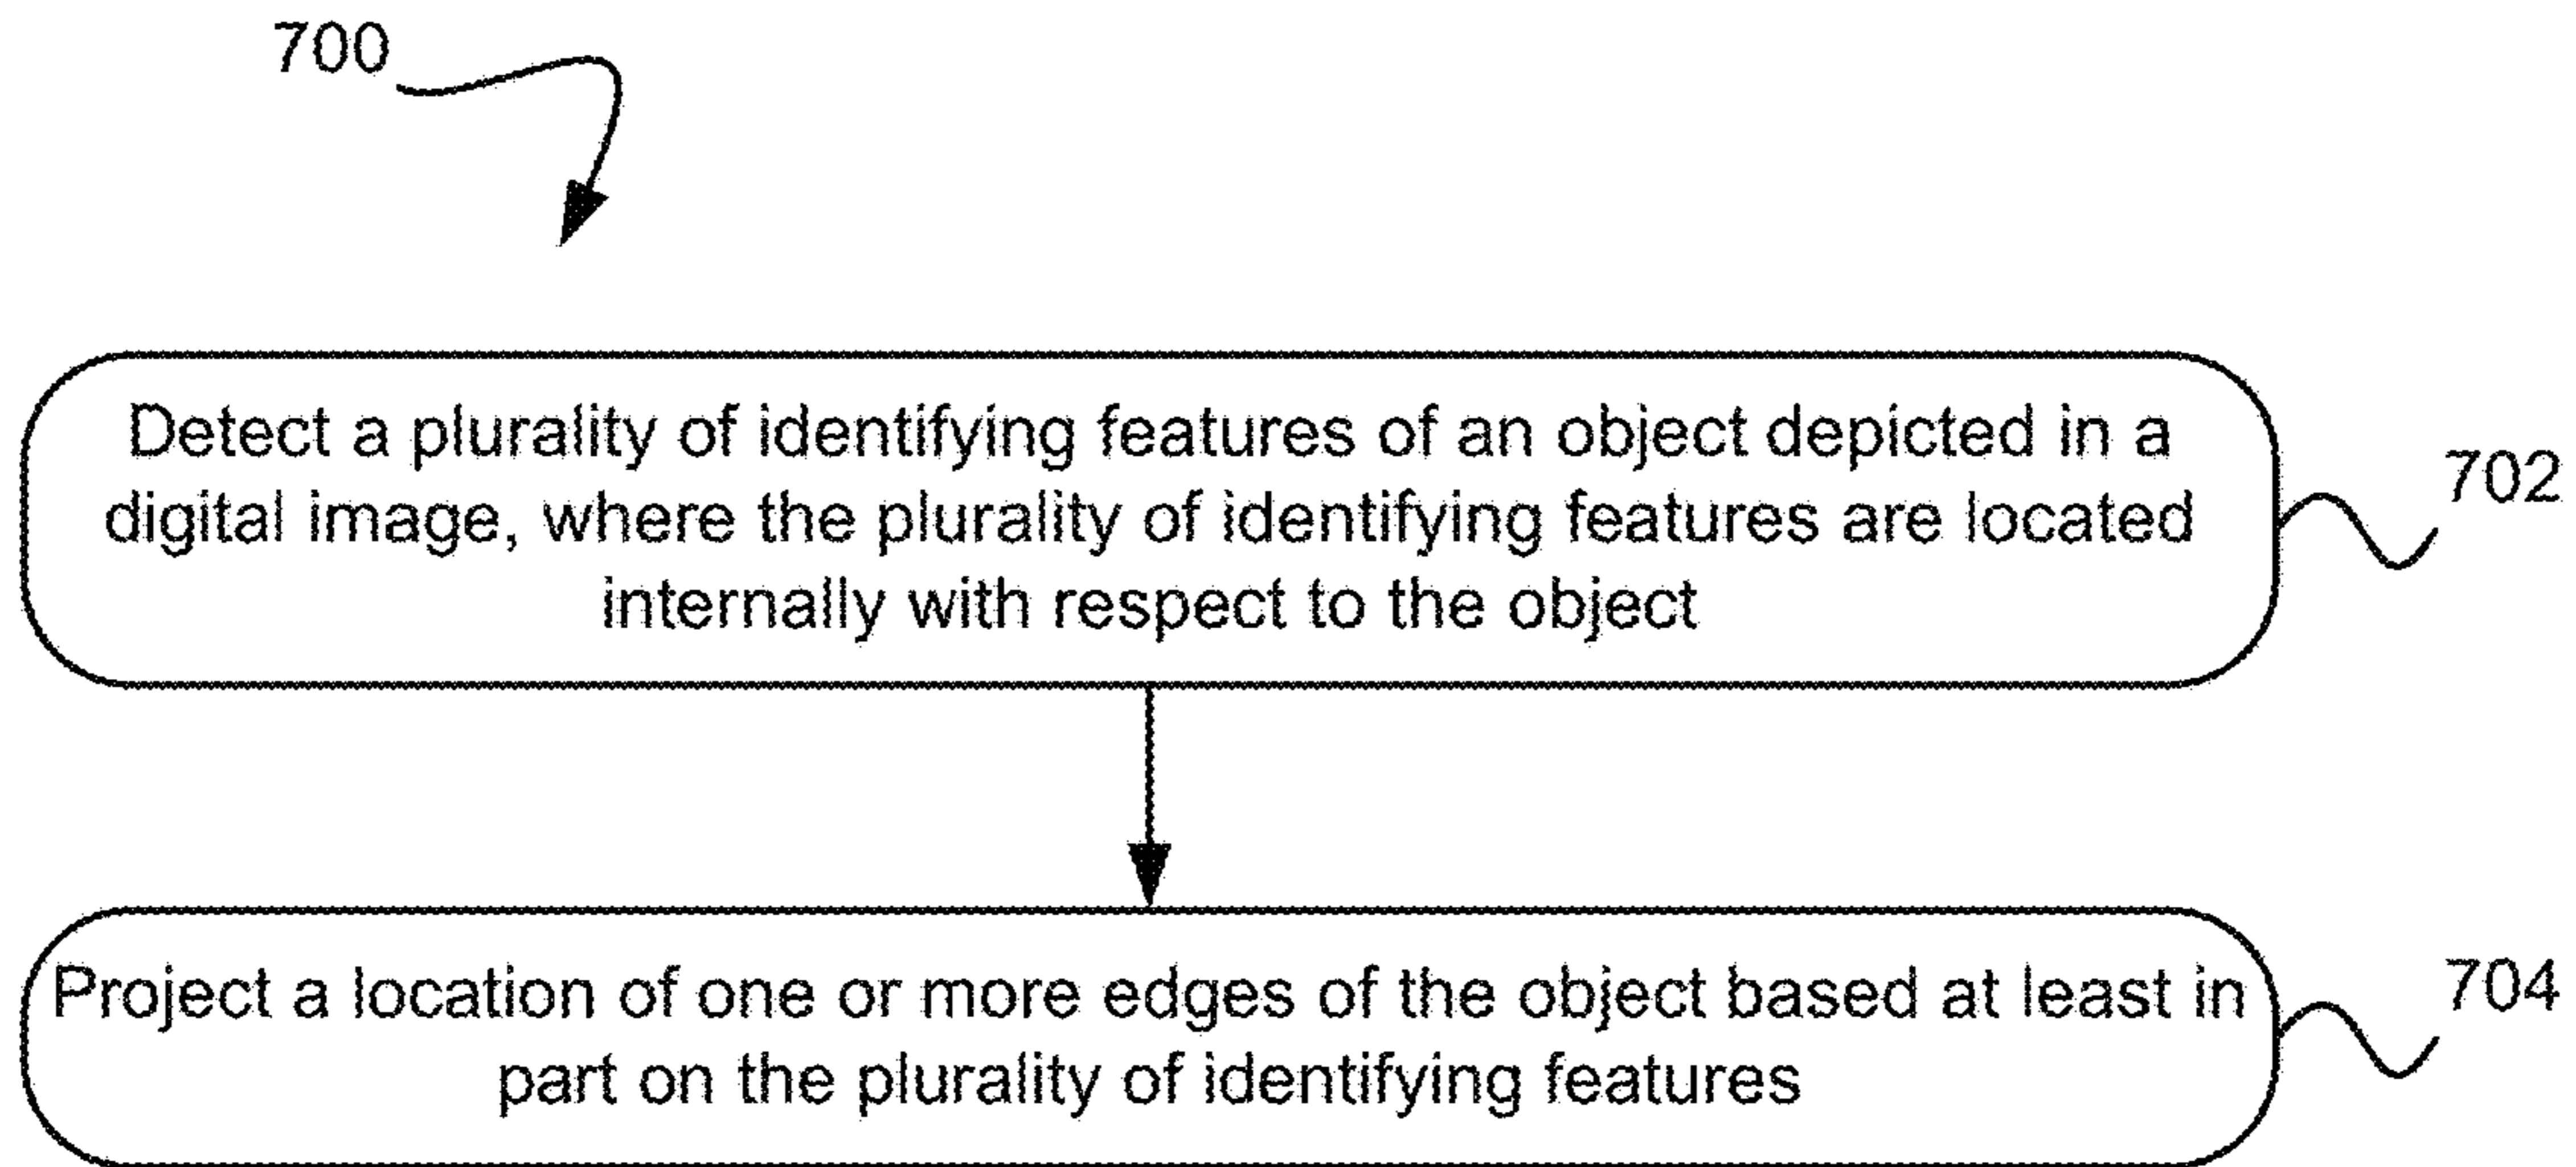 700
Detect a plurality of identifying features of an object depicted in a
digital image, where the plurality of identifying features are located
internally with respect to the object
702
Project a location of one or more edges of the object based at least in
part on the plurality of identifying features
704